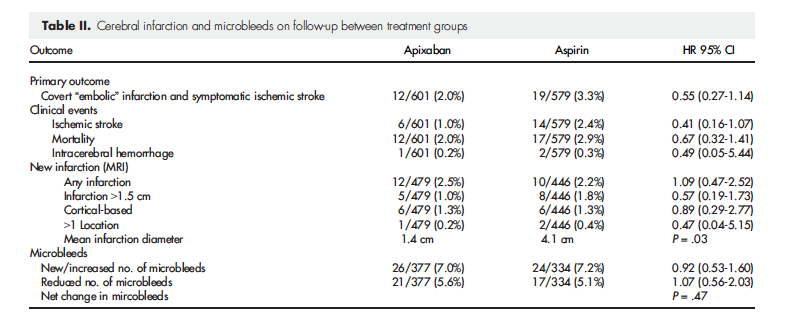 Table II. Cerebral infarction and microbleeds on follow-up between treatment groups
Outcome Apixaban Aspirin HR 95% CI
Primary outcome
Covert “embolic” infarction and symptomatic ischemic stroke 12/601 (2.0%) 19/579 (3.3%) 0.55 (0.27-1.14)
Clinical events
Ischemic stroke 6/601 (1.0%) 14/579 (2.4%) 0.41 (0.16-1.07)
Mortality 12/601 (2.0%) 17/579 (2.9%) 0.67 (0.32-1.41)
Intracerebral hemorrhage 1/601 (0.2%) 2/579 (0.3%) 0.49 (0.05-5.44)
New infarction (MRI)
Any infarction 12/479 (2.5%) 10/446 (2.2%) 1.09 (0.47-2.52)
Infarction >1.5 cm 5/479 (1.0%) 8/446 (1.8%) 0.57 (0.19-1.73)
Cortical-based 6/479 (1.3%) 6/446 (1.3%) 0.89 (0.29-2.77)
>1 Location 1/479 (0.2%) 2/446 (0.4%) 0.47 (0.04-5.15)
Mean infarction diameter 1.4 cm 4.1 cm P = .03
Microbleeds
New/increased no. of microbleeds 26/377 (7.0%) 24/334 (7.2%) 0.92 (0.53-1.60)
Reduced no. of microbleeds 21/377 (5.6%) 17/334 (5.1%) 1.07 (0.56-2.03)
Net change in mircobleeds P = .47